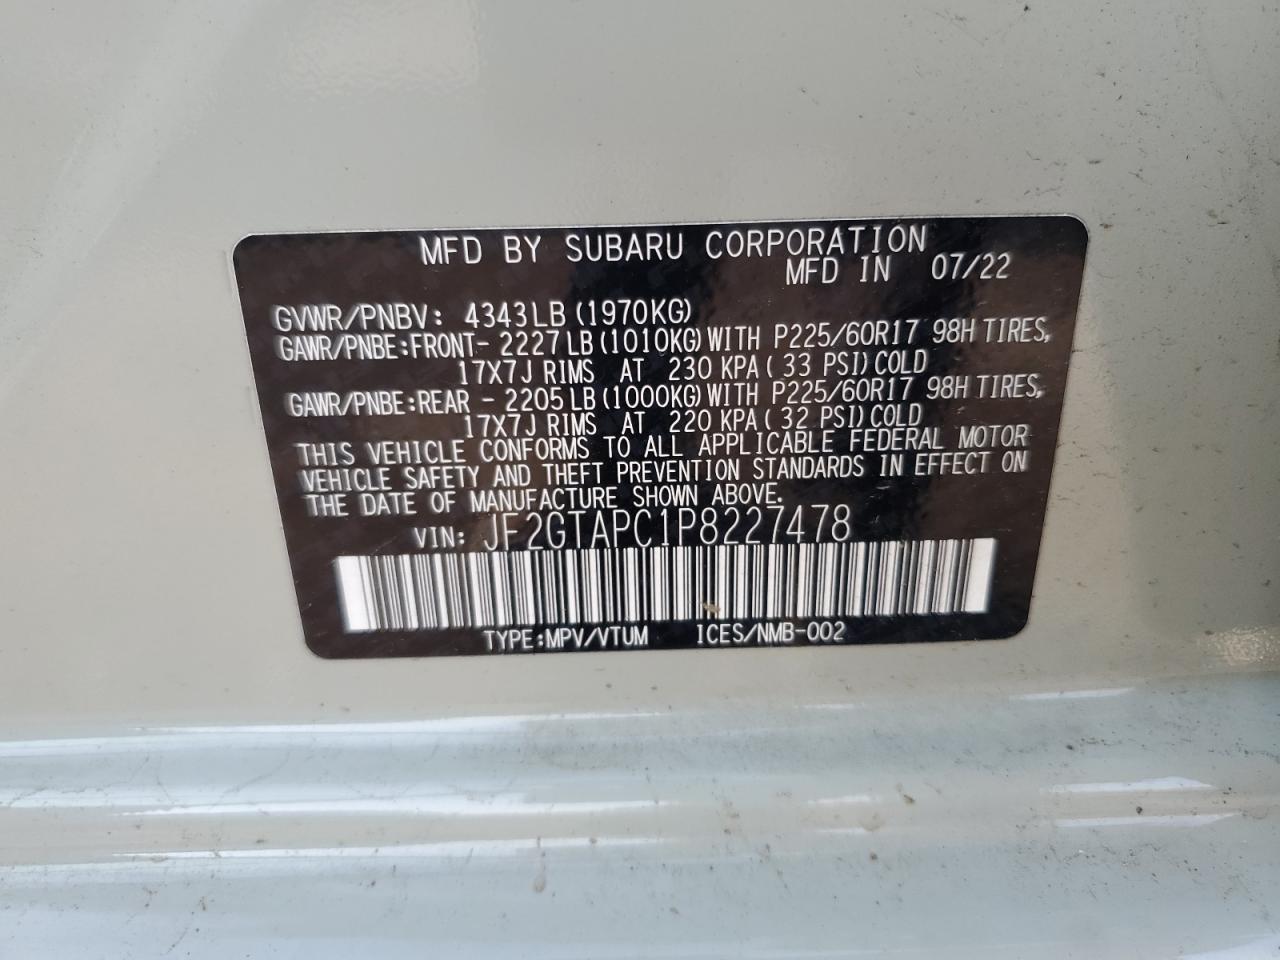 MFD BY SUBARU CORPORATION
MFD IN 07/22
GVWR/PNBV: 4343LB(1970KG)
GAWR/PNBE:FRONT- 2227LB(1010KG)WITH P225/60R17 98H TIRES,
17X7J RIMS AT 230 KPA( 33 PSI)COLD
GAWR/PNBE:REAR - 2205LB(1000KG)WITH P225/60R17 98H TIRES,
17X7J RIMS AT 220 KPA( 32 PSI)COLD
THIS VEHICLE CONFORMS TO ALL APPLICABLE FEDERAL MOTOR
VEHICLE SAFETY AND THEFT PREVENTION STANDARDS IN EFFECT ON
THE DATE OF MANUFACTURE SHOWN ABOVE.
VIN: JF2GTAPC1P8227478
TYPE:MPV/VTUM ICES/NMB-002